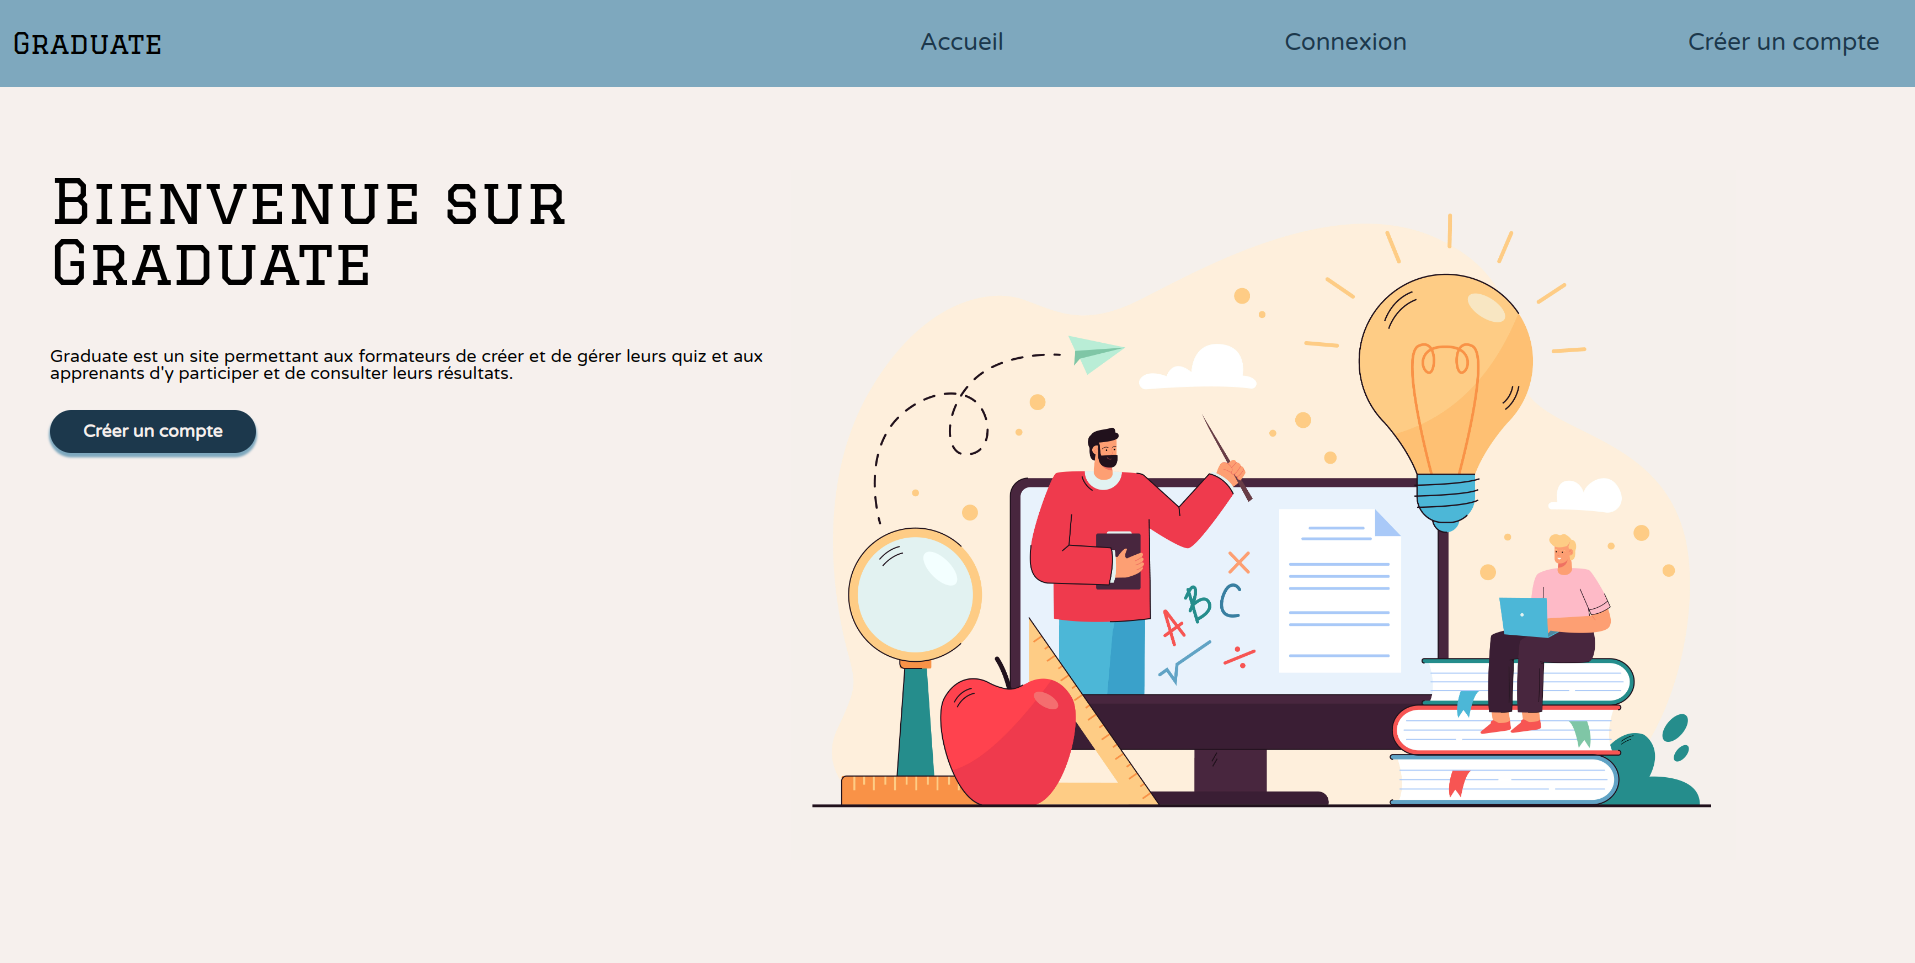 Graduate
Accueil
Connexion
Créer un compte
Bienvenue sur
Graduate
Graduate est un site permettant aux formateurs de créer et de gérer leurs quiz et aux
apprenants d'y participer et de consulter leurs résultats.
Créer un compte
A B C